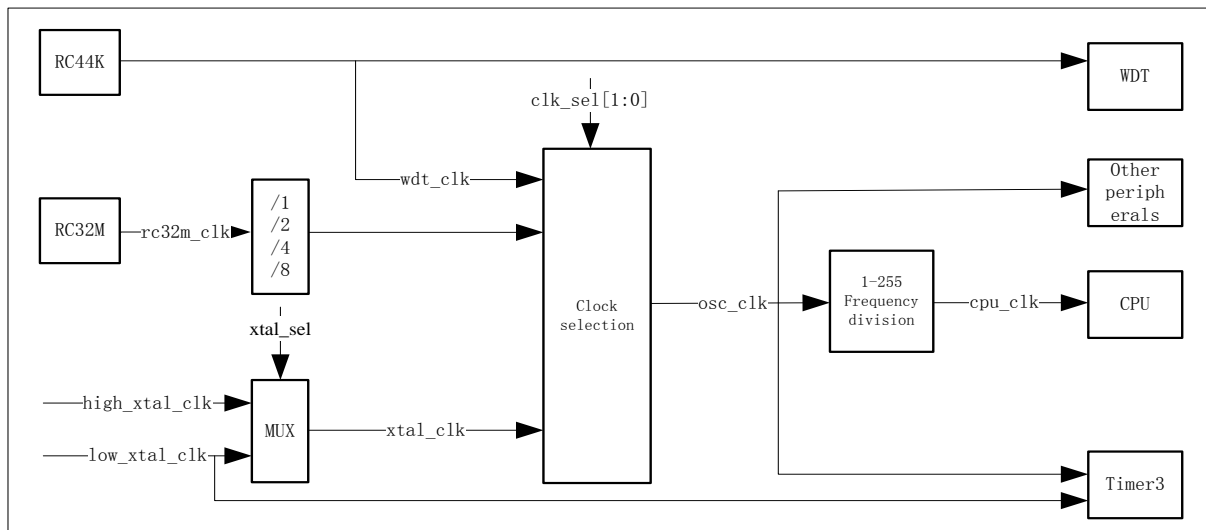 RC44K
WDT
clk_sel[1:0]
wdt_clk
Other
periph
erals
RC32M
rc32m_clk
/1
/2
/4
/8
1-255
Frequency
division
Clock
selection
osc_clk
cpu_clk
CPU
xtal_sel
high_xtal_clk
MUX
xtal_clk
low_xtal_clk
Timer3